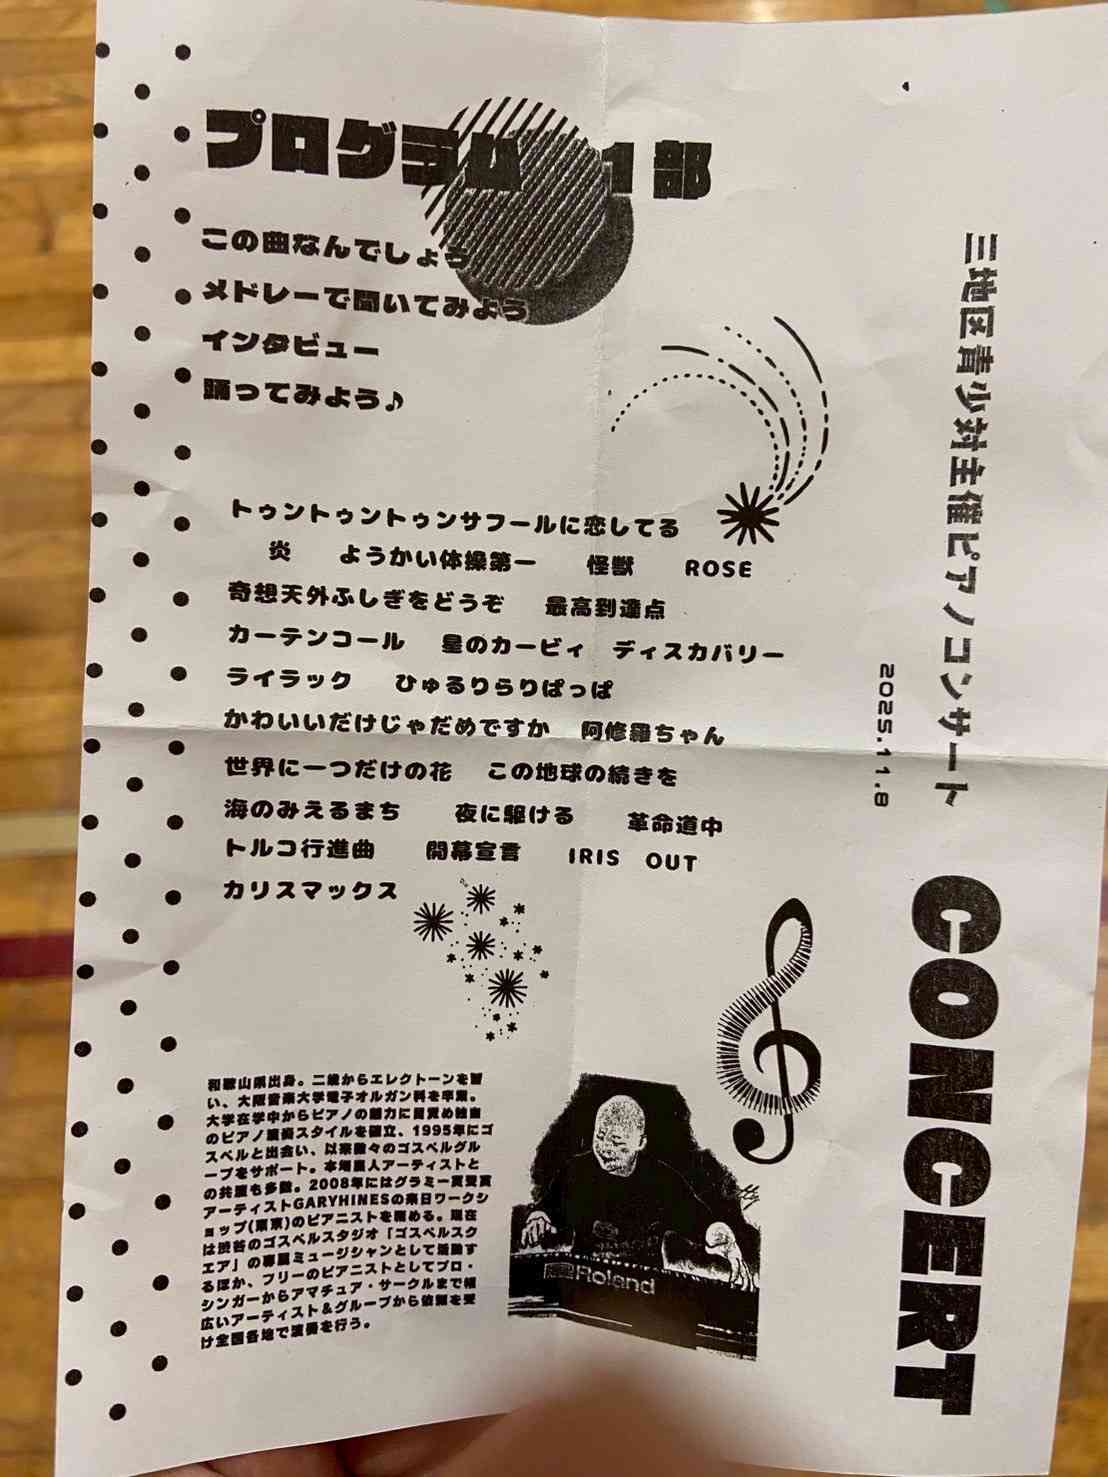 プログラム 1部
この曲なんでしょう
メドレーで聞いてみよう
インタビュー
踊ってみよう♪
トゥントゥントゥンサフールに恋してる
炎 ようかい体操第一 怪獣 ROSE
奇想天外ふしぎをどうぞ 最高到達点
カーテンコール 星のカービィ ディスカバリー
ライラック ひゅるりらりぱっぱ
かわいいだけじゃだめですか 阿修羅ちゃん
世界に一つだけの花 この地球の続きを
海のみえるまち 夜に駆ける 革命道中
トルコ行進曲 開幕宣言 IRIS OUT
カリスマックス
和歌山県出身。二歳からエレクトーンを習
い、大阪音楽大学電子オルガン科を卒業。
大学在学中からピアノの魅力に目覚め独自
のピアノ演奏スタイルを確立、1995年にゴ
スペルと出会い、以来数々のゴスペルグル
ープをサポート。本場黒人アーティストと
の共演も多数。2008年にはグラミー賞受賞
アーティストGARYHINESの来日ワークシ
ョップ(東京)のピアニストを務める。現在
は渋谷のゴスペルスタジオ「ゴスペルスク
エア」の専属ミュージシャンとして活動す
るほか、フリーのピアニストとしてプロ・
シンガーからアマチュア・サークルまで幅
広いアーティスト&グループから依頼を受
け全国各地で演奏を行う。
Roland
三地区青少対主催ピアノコンサート
2025.11.8
CONCERT